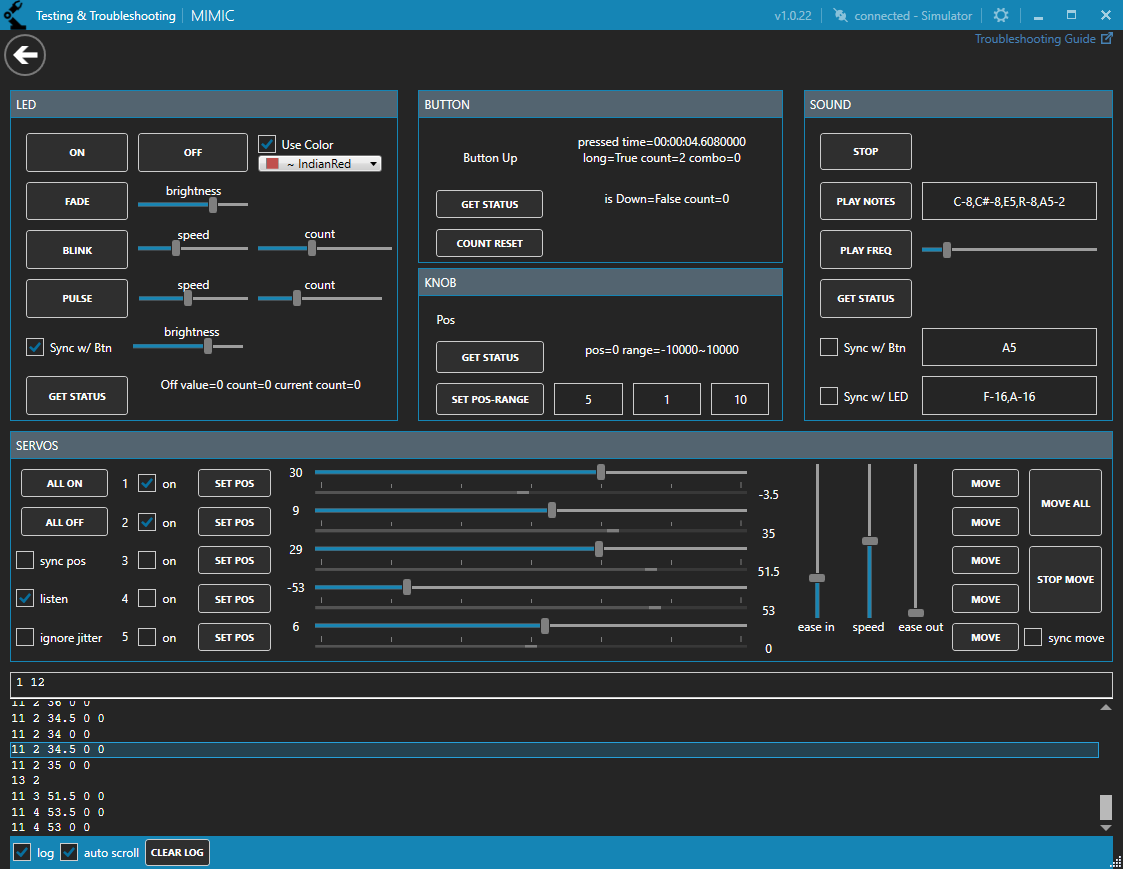 Testing & Troubleshooting | MIMIC
v1.0.22
connected - Simulator
Troubleshooting Guide
LED
ON
OFF
Use Color
~ IndianRed
FADE
brightness
BLINK
speed
count
PULSE
speed
count
Sync w/ Btn
brightness
GET STATUS
Off value=0 count=0 current count=0
BUTTON
Button Up
pressed time=00:00:04.6080000
long=True count=2 combo=0
GET STATUS
is Down=False count=0
COUNT RESET
KNOB
Pos
GET STATUS
pos=0 range=-10000~10000
SET POS-RANGE
5
1
10
SOUND
STOP
PLAY NOTES
C-8,C#-8,E5,R-8,A5-2
PLAY FREQ
GET STATUS
Sync w/ Btn
A5
Sync w/ LED
F-16,A-16
SERVOS
ALL ON
1
on
SET POS
30
-3.5
MOVE
MOVE ALL
ALL OFF
2
on
SET POS
9
35
MOVE
sync pos
3
on
SET POS
29
51.5
MOVE
STOP MOVE
listen
4
on
SET POS
-53
53
MOVE
ignore jitter
5
on
SET POS
6
0
ease in
speed
ease out
MOVE
sync move
1 12
11 2 36 0 0
11 2 34.5 0 0
11 2 34 0 0
11 2 34.5 0 0
11 2 35 0 0
13 2
11 3 51.5 0 0
11 4 53.5 0 0
11 4 53 0 0
log
auto scroll
CLEAR LOG